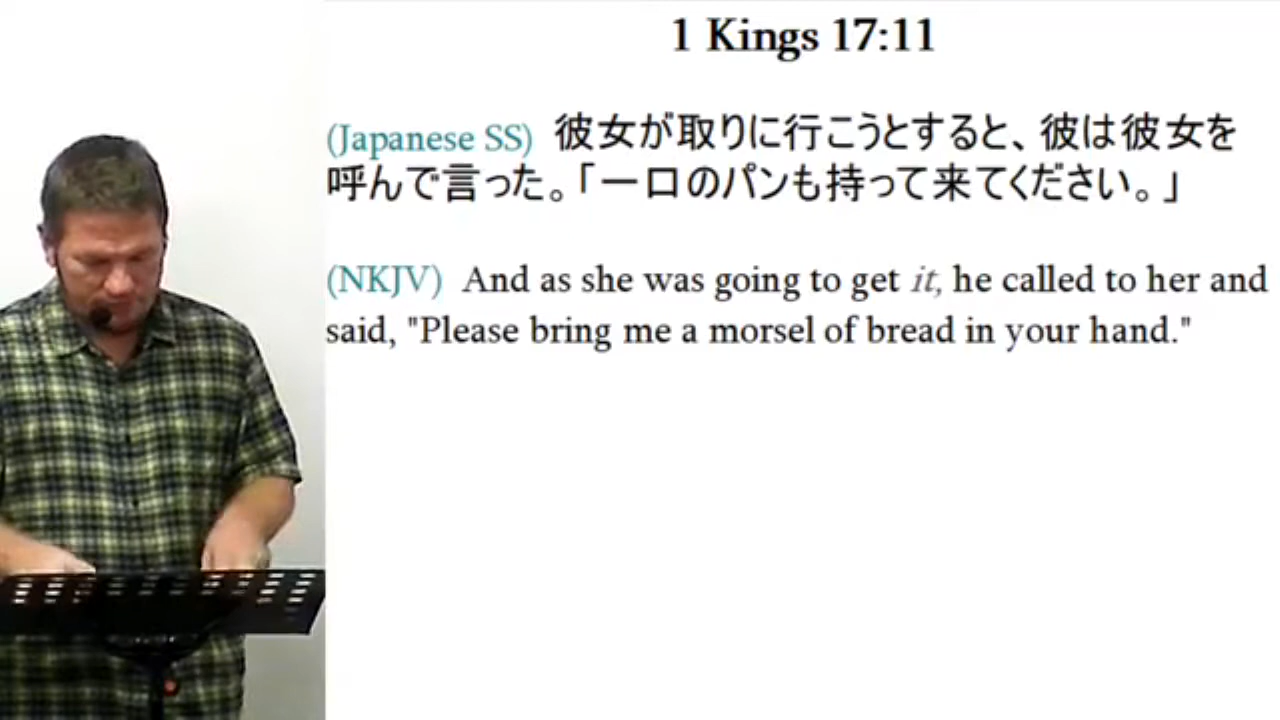 1 Kings 17:11
(Japanese SS) 彼女が取りに行こうとすると、彼は彼女を
呼んで言った。「一口のパンも持って来てください。」
(NKJV) And as she was going to get it, he called to her and
said, "Please bring me a morsel of bread in your hand."